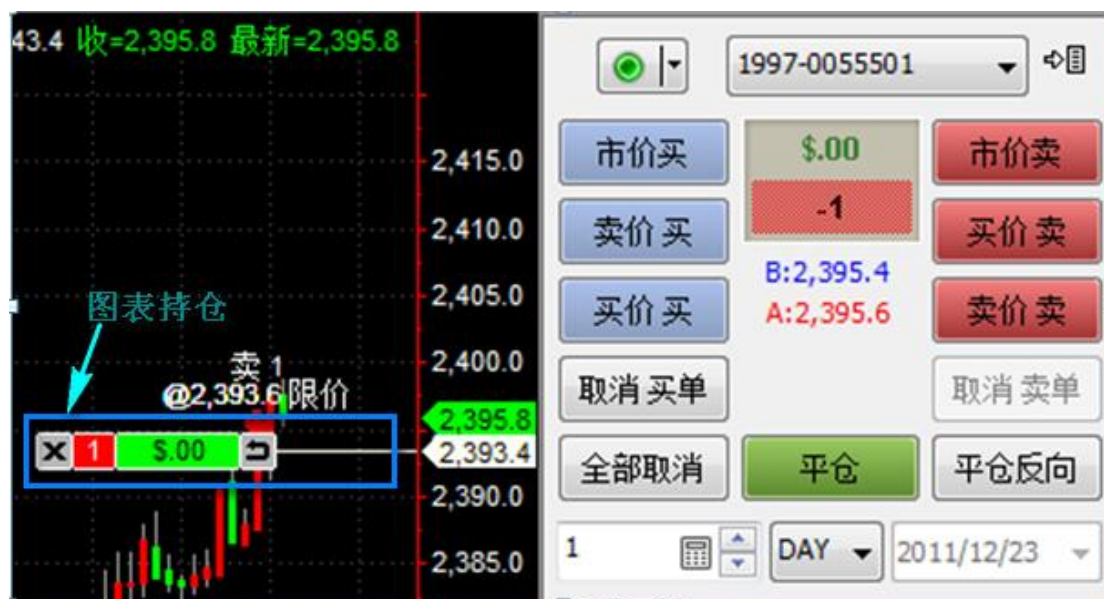 43.4 收=2,395.8 最新=2,395.8
2,415.0
2,410.0
2,405.0
图表持仓
2,400.0
卖 1
@2,393.6 限价
2,395.8
X 1 $.00
2,393.4
2,390.0
2,385.0
1997-0055501
市价买
$.00
市价卖
-1
卖价 买
买价 卖
B:2,395.4
买价 买
A:2,395.6
卖价 卖
取消 买单
取消 卖单
全部取消
平仓
平仓反向
1
DAY
2011/12/23